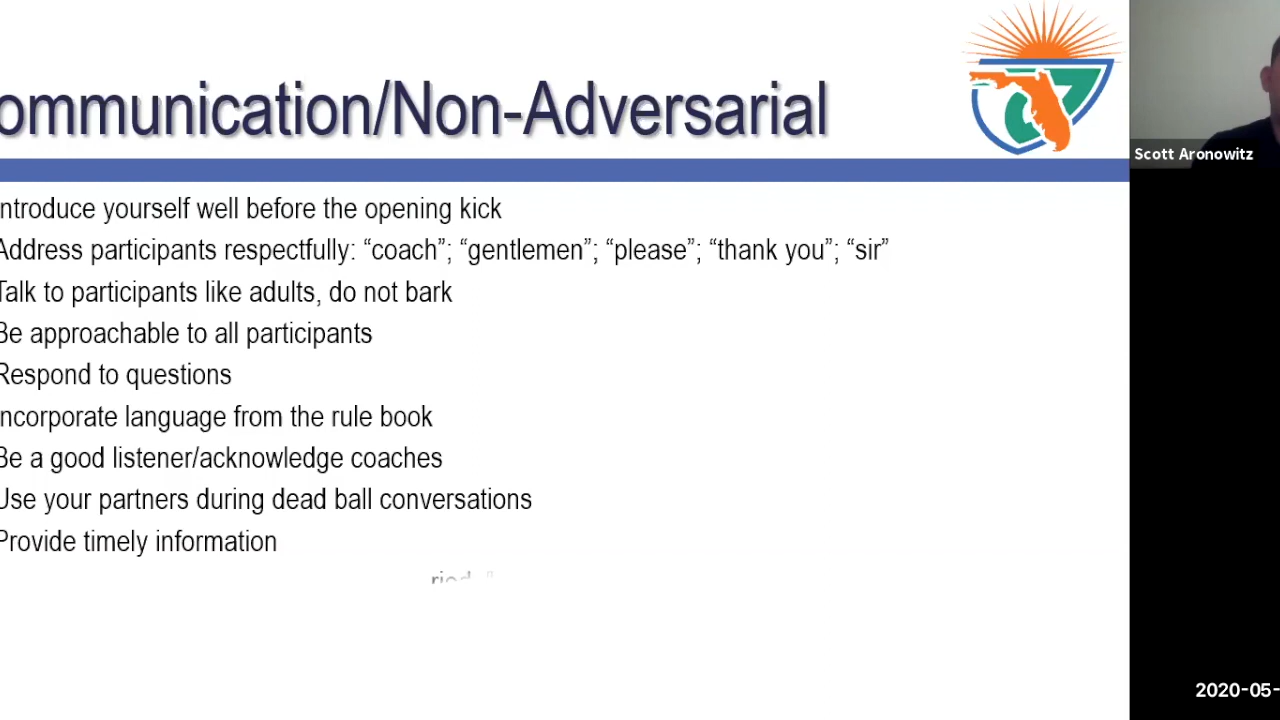 ommunication/Non-Adversarial
Scott Aronowitz
ntroduce yourself well before the opening kick
Address participants respectfully: “coach”; “gentlemen”; “please”; “thank you”; “sir”
Talk to participants like adults, do not bark
Be approachable to all participants
Respond to questions
ncorporate language from the rule book
Be a good listener/acknowledge coaches
Use your partners during dead ball conversations
Provide timely information
2020-05-